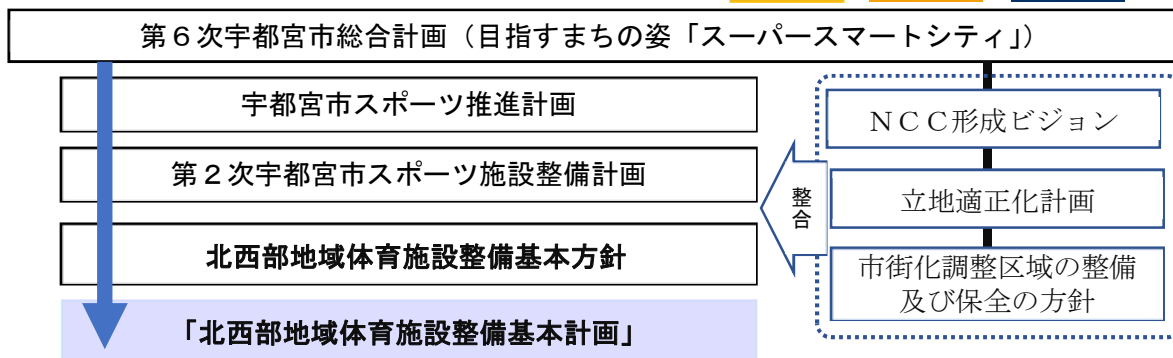 第６次宇都宮市総合計画（目指すまちの姿「スーパースマートシティ」）
宇都宮市スポーツ推進計画
第２次宇都宮市スポーツ施設整備計画
北西部地域体育施設整備基本方針
「北西部地域体育施設整備基本計画」
整合
ＮＣＣ形成ビジョン
立地適正化計画
市街化調整区域の整備
及び保全の方針